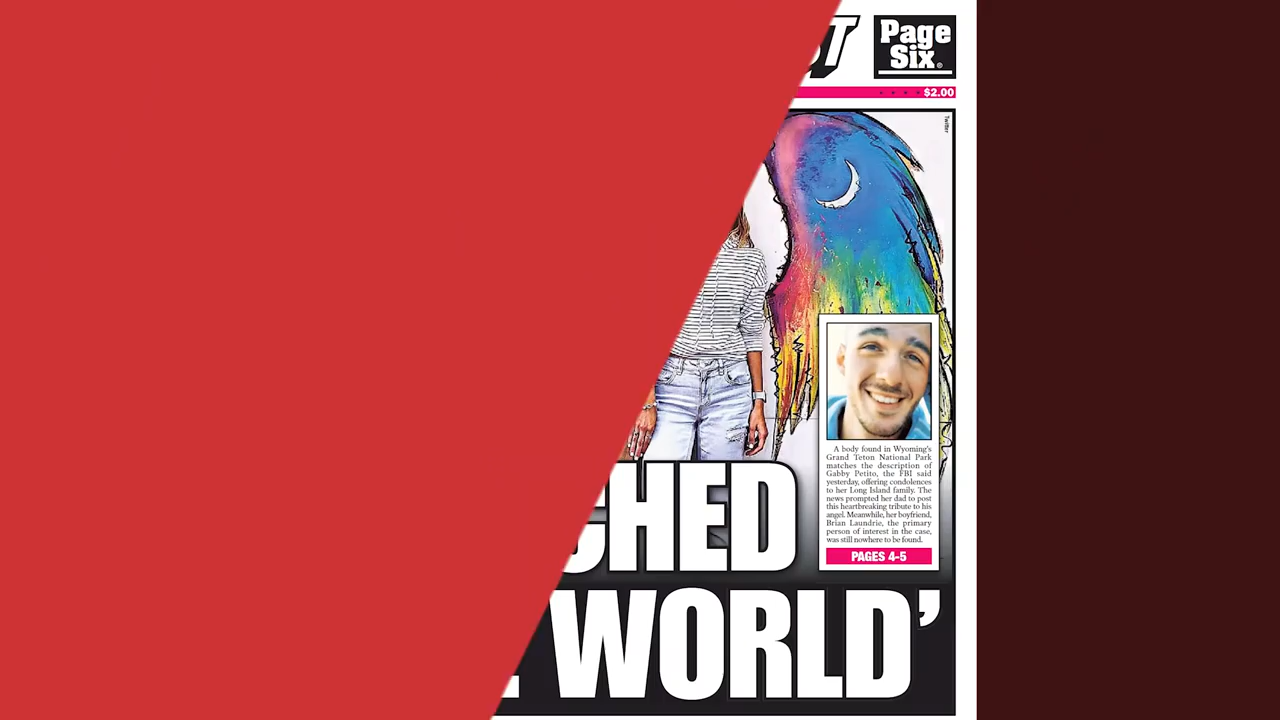 Page
Six®
$2.00
Twitter
A body found in Wyoming's
Grand Teton National Park
matches the description of
Gabby Petito, the FBI said
yesterday, offering condolences
to her Long Island family. The
news prompted her dad to post
this heartbreaking tribute to his
angel. Meanwhile, her boyfriend,
Brian Laundrie, the primary
person of interest in the case,
was still nowhere to be found.
PAGES 4-5
CHED
WORLD'